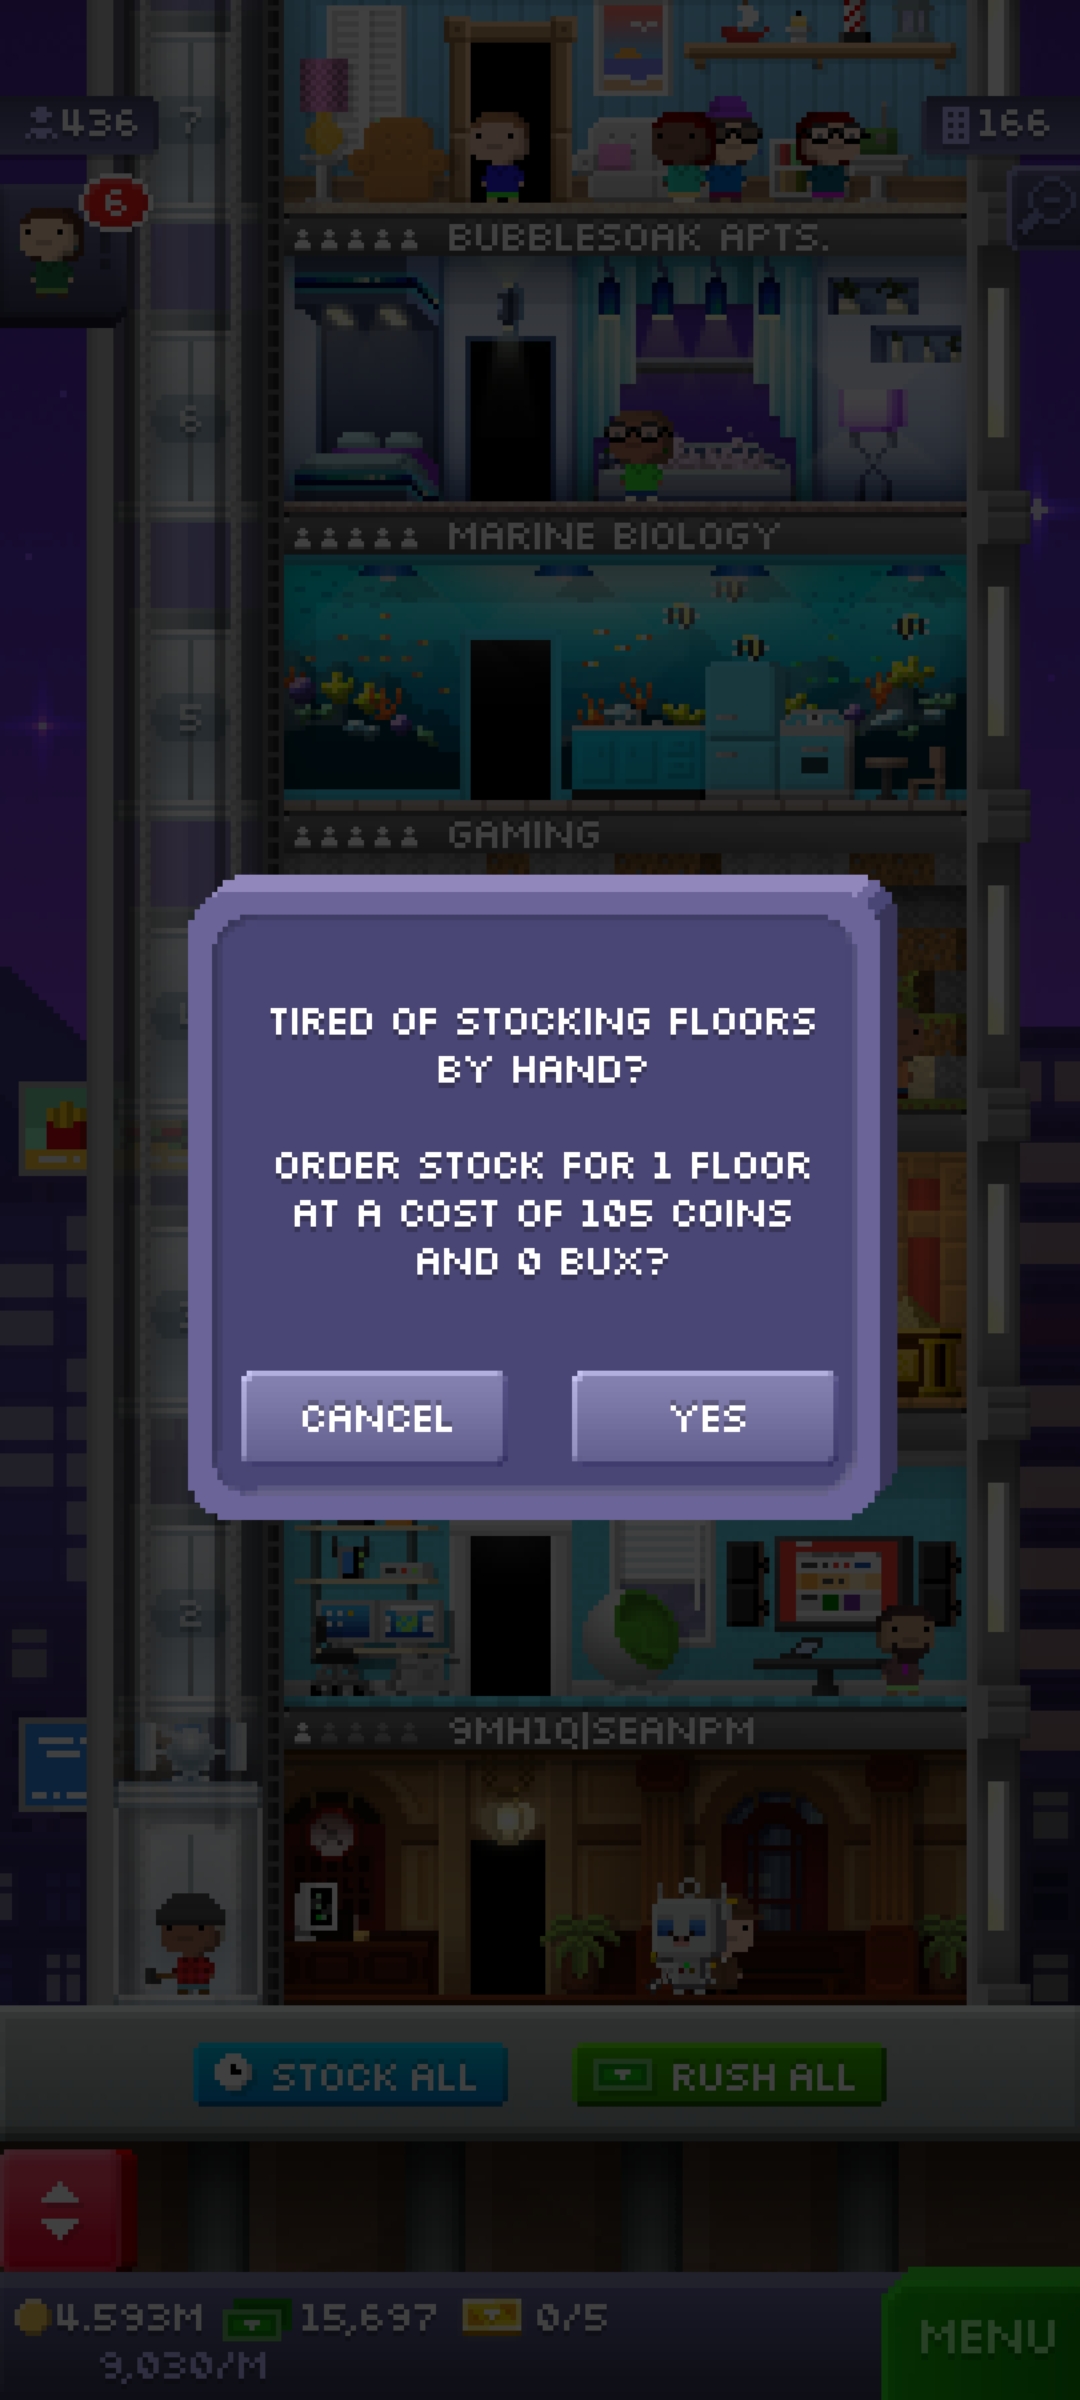 436
7
166
6
BUBBLESOAK APTS.
6
MARINE BIOLOGY
5
GAMING
TIRED OF STOCKING FLOORS
BY HAND?
ORDER STOCK FOR 1 FLOOR
AT A COST OF 105 COINS
AND 0 BUX?
CANCEL
YES
2
9MH1Q|SEANPM
STOCK ALL
RUSH ALL
4.593M
15,697
0/5
9,030/M
MENU